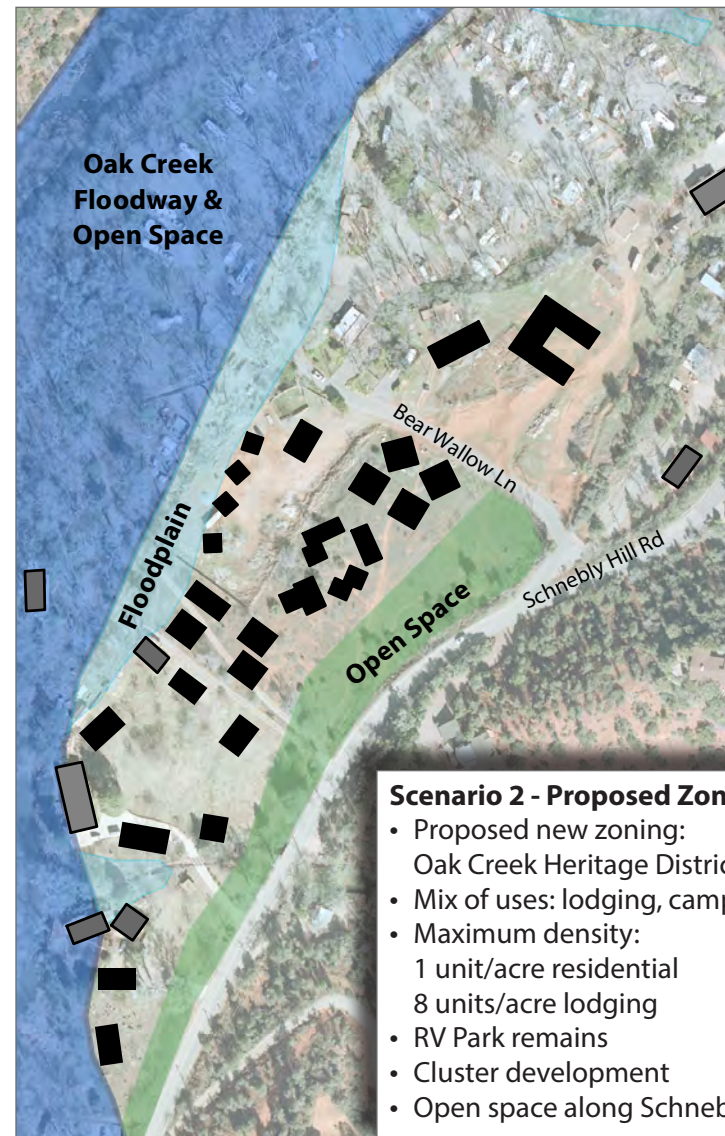 Oak Creek
Floodway &
Open Space
Bear Wallow Ln
Floodplain
Schnebly Hill Rd
Open Space
Scenario 2 - Proposed Zon
• Proposed new zoning:
Oak Creek Heritage Distric
• Mix of uses: lodging, camp
• Maximum density:
1 unit/acre residential
8 units/acre lodging
• RV Park remains
• Cluster development
• Open space along Schneb